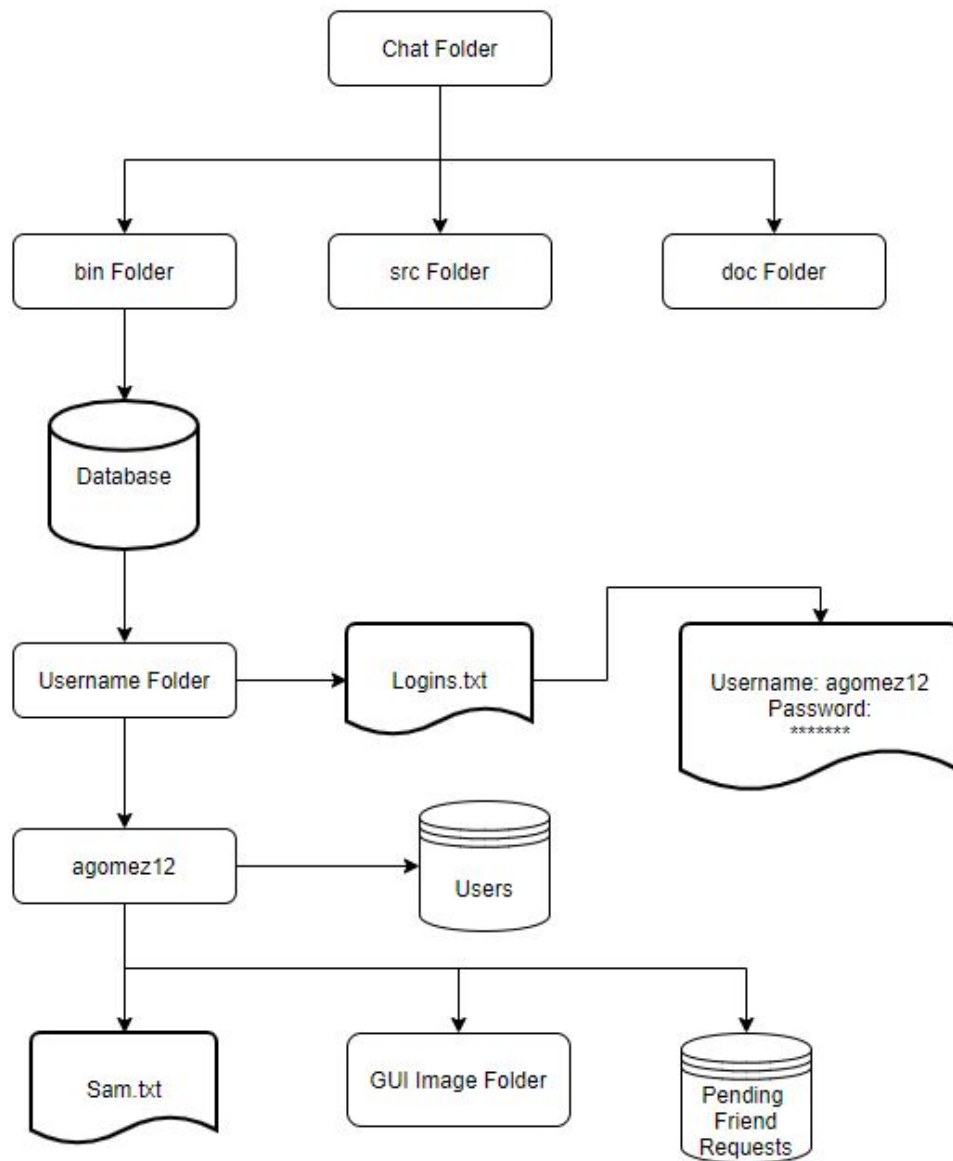 Chat Folder
bin Folder
src Folder
doc Folder
Database
Username Folder
Logins.txt
Username: agomez12
Password:
*******
agomez12
Users
Sam.txt
GUI Image Folder
Pending
Friend
Requests